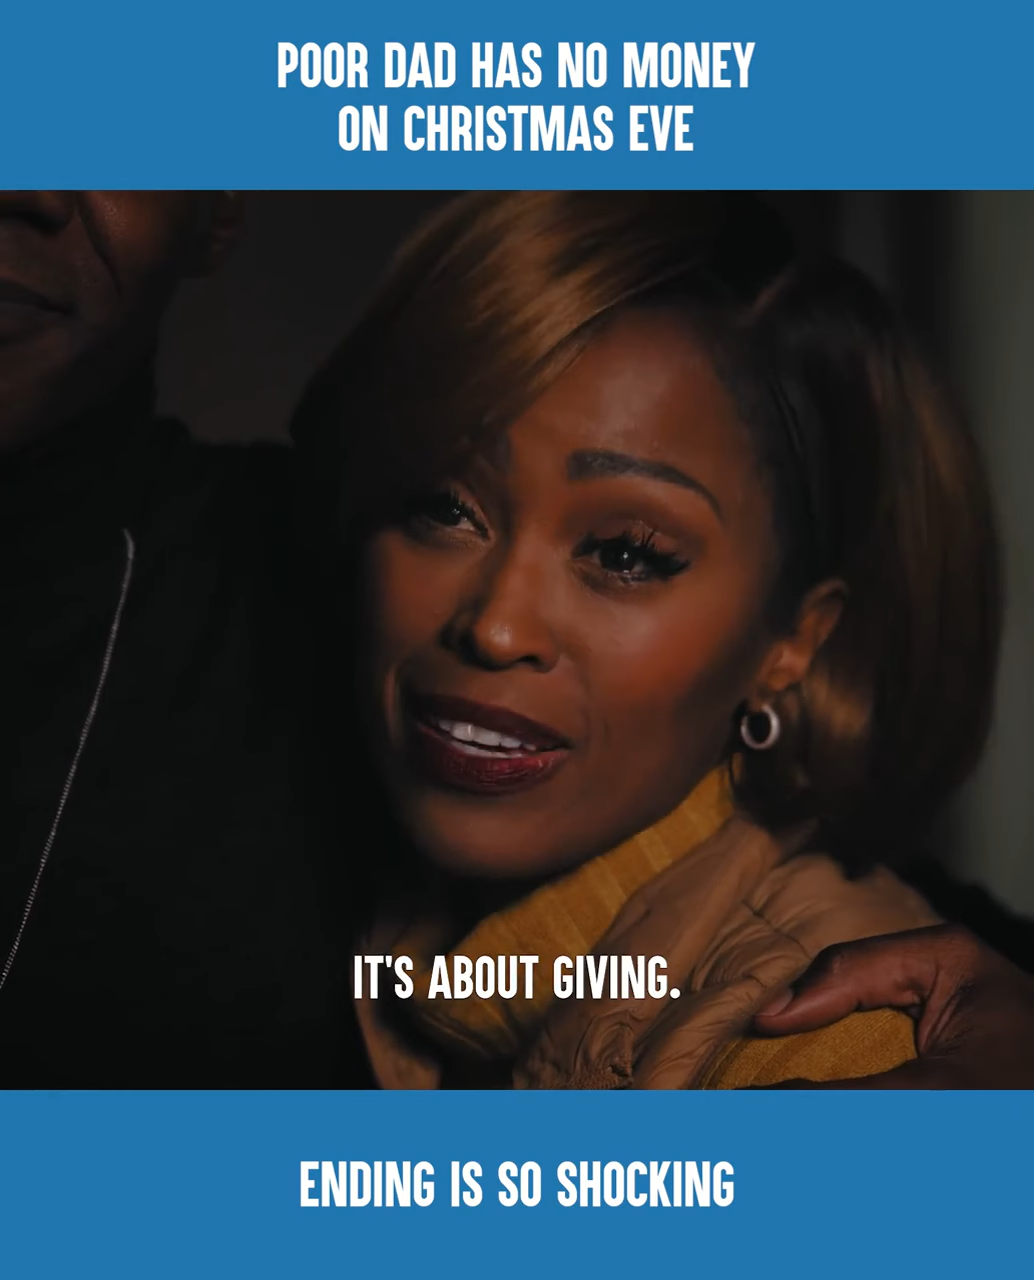 POOR DAD HAS NO MONEY
ON CHRISTMAS EVE
IT'S ABOUT GIVING.
ENDING IS SO SHOCKING